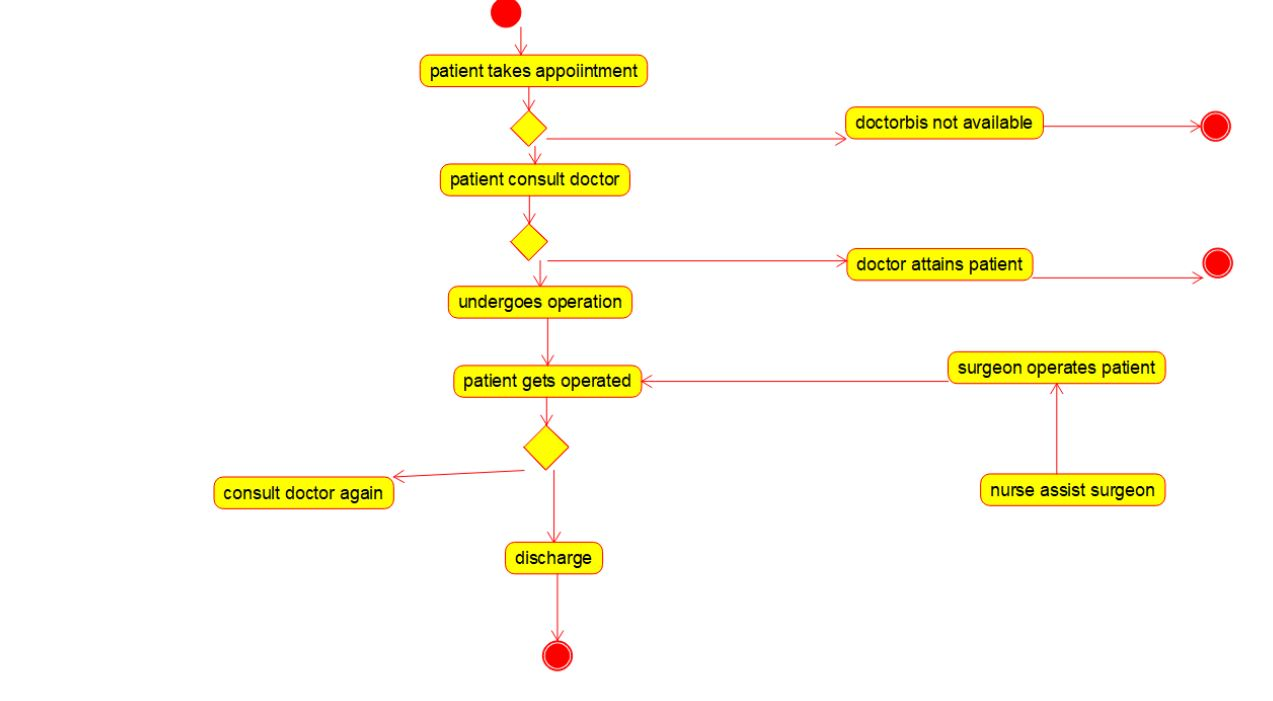 patient takes appoiintment
doctorbis not available
patient consult doctor
doctor attains patient
undergoes operation
surgeon operates patient
patient gets operated
consult doctor again
nurse assist surgeon
discharge